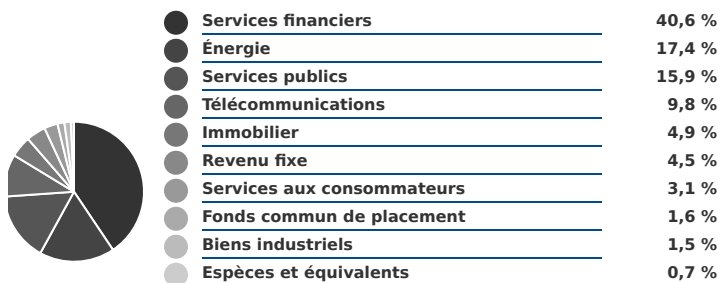 Services financiers 40,6 %
Énergie 17,4 %
Services publics 15,9 %
Télécommunications 9,8 %
Immobilier 4,9 %
Revenu fixe 4,5 %
Services aux consommateurs 3,1 %
Fonds commun de placement 1,6 %
Biens industriels 1,5 %
Espèces et équivalents 0,7 %